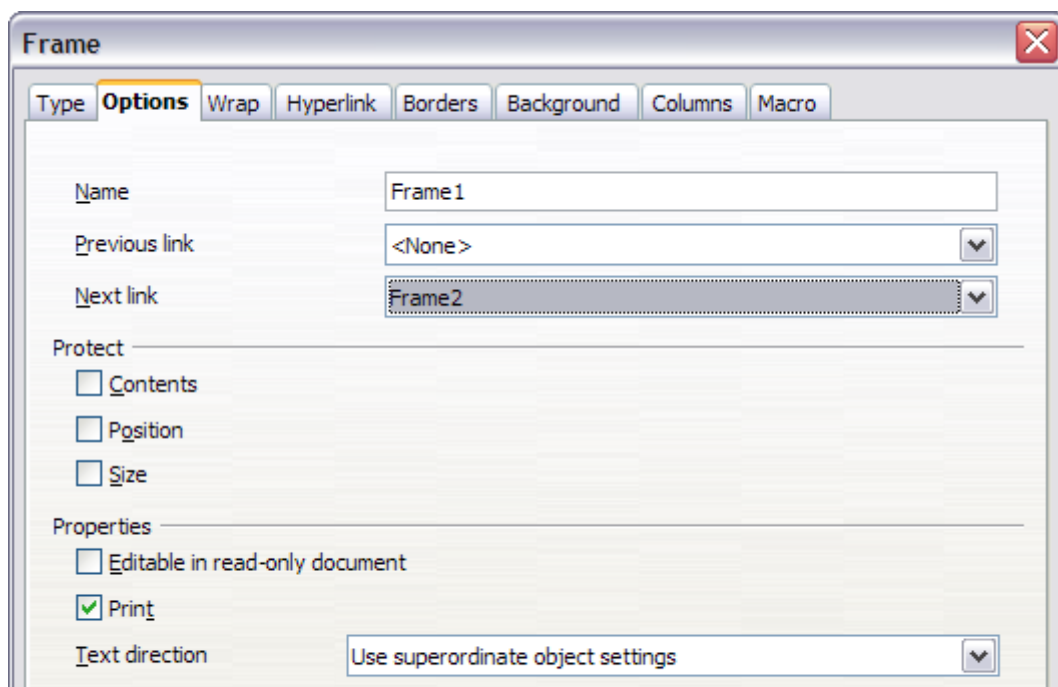 Frame
Type Options Wrap Hyperlink Borders Background Columns Macro
Name Frame1
Previous link <None>
Next link Frame2
Protect
Contents
Position
Size
Properties
Editable in read-only document
Print
Text direction Use superordinate object settings